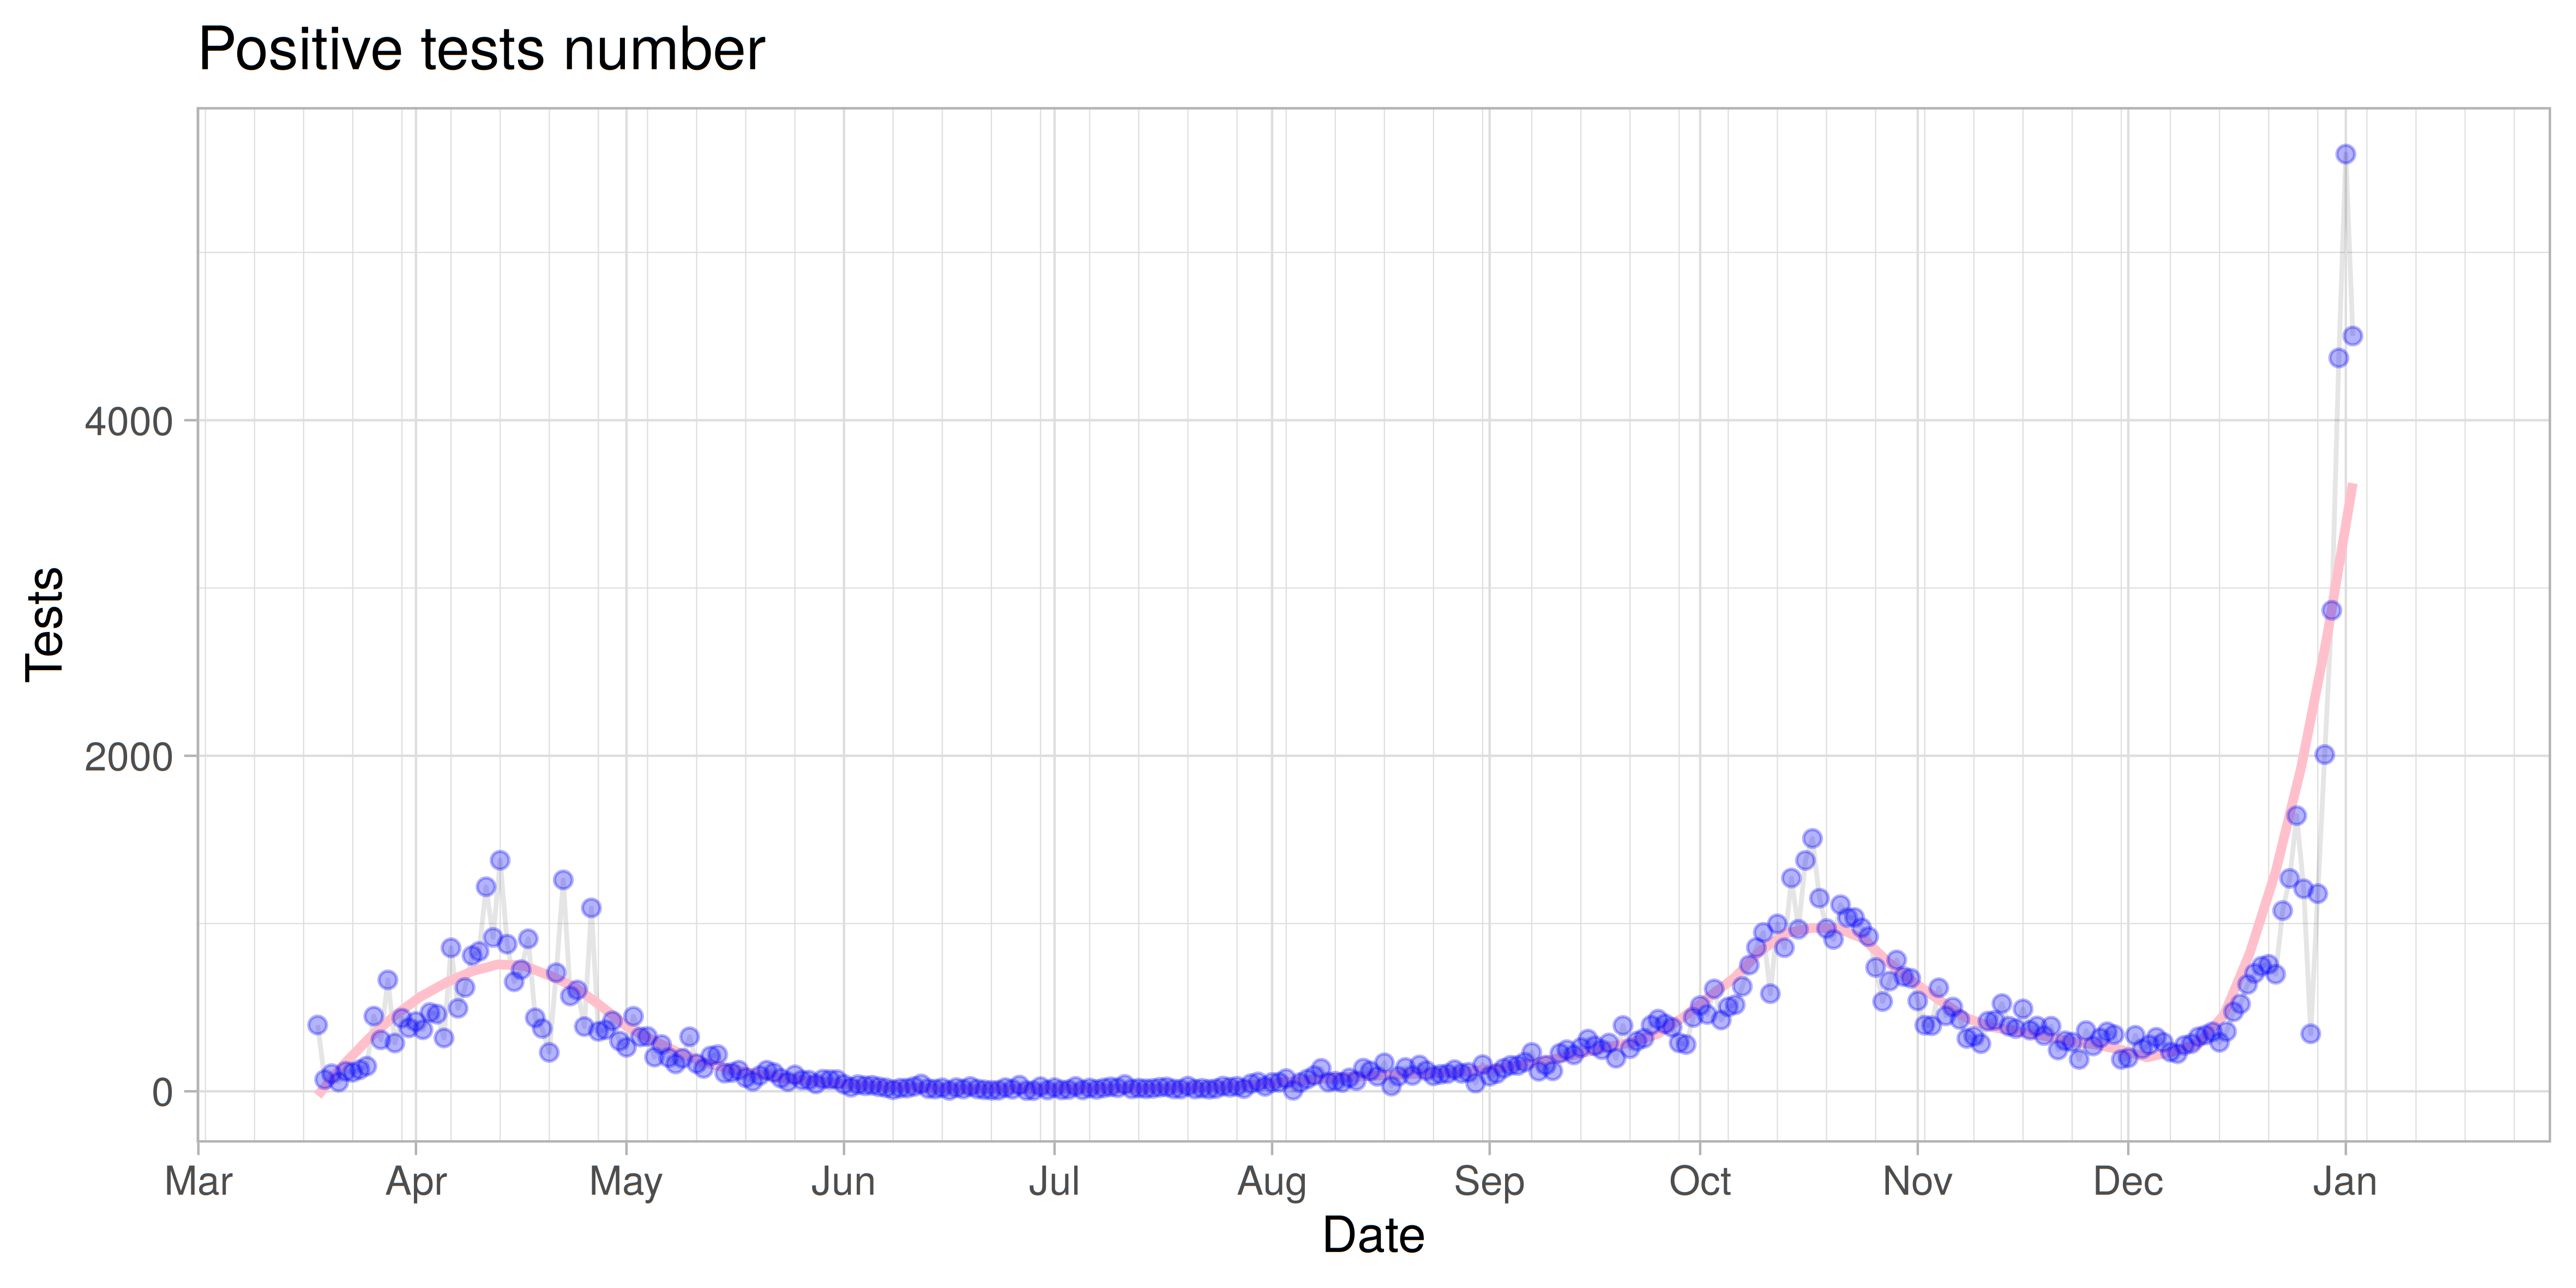 Positive tests number
Tests
4000
2000
0
Mar Apr May Jun Jul Aug Sep Oct Nov Dec Jan
Date